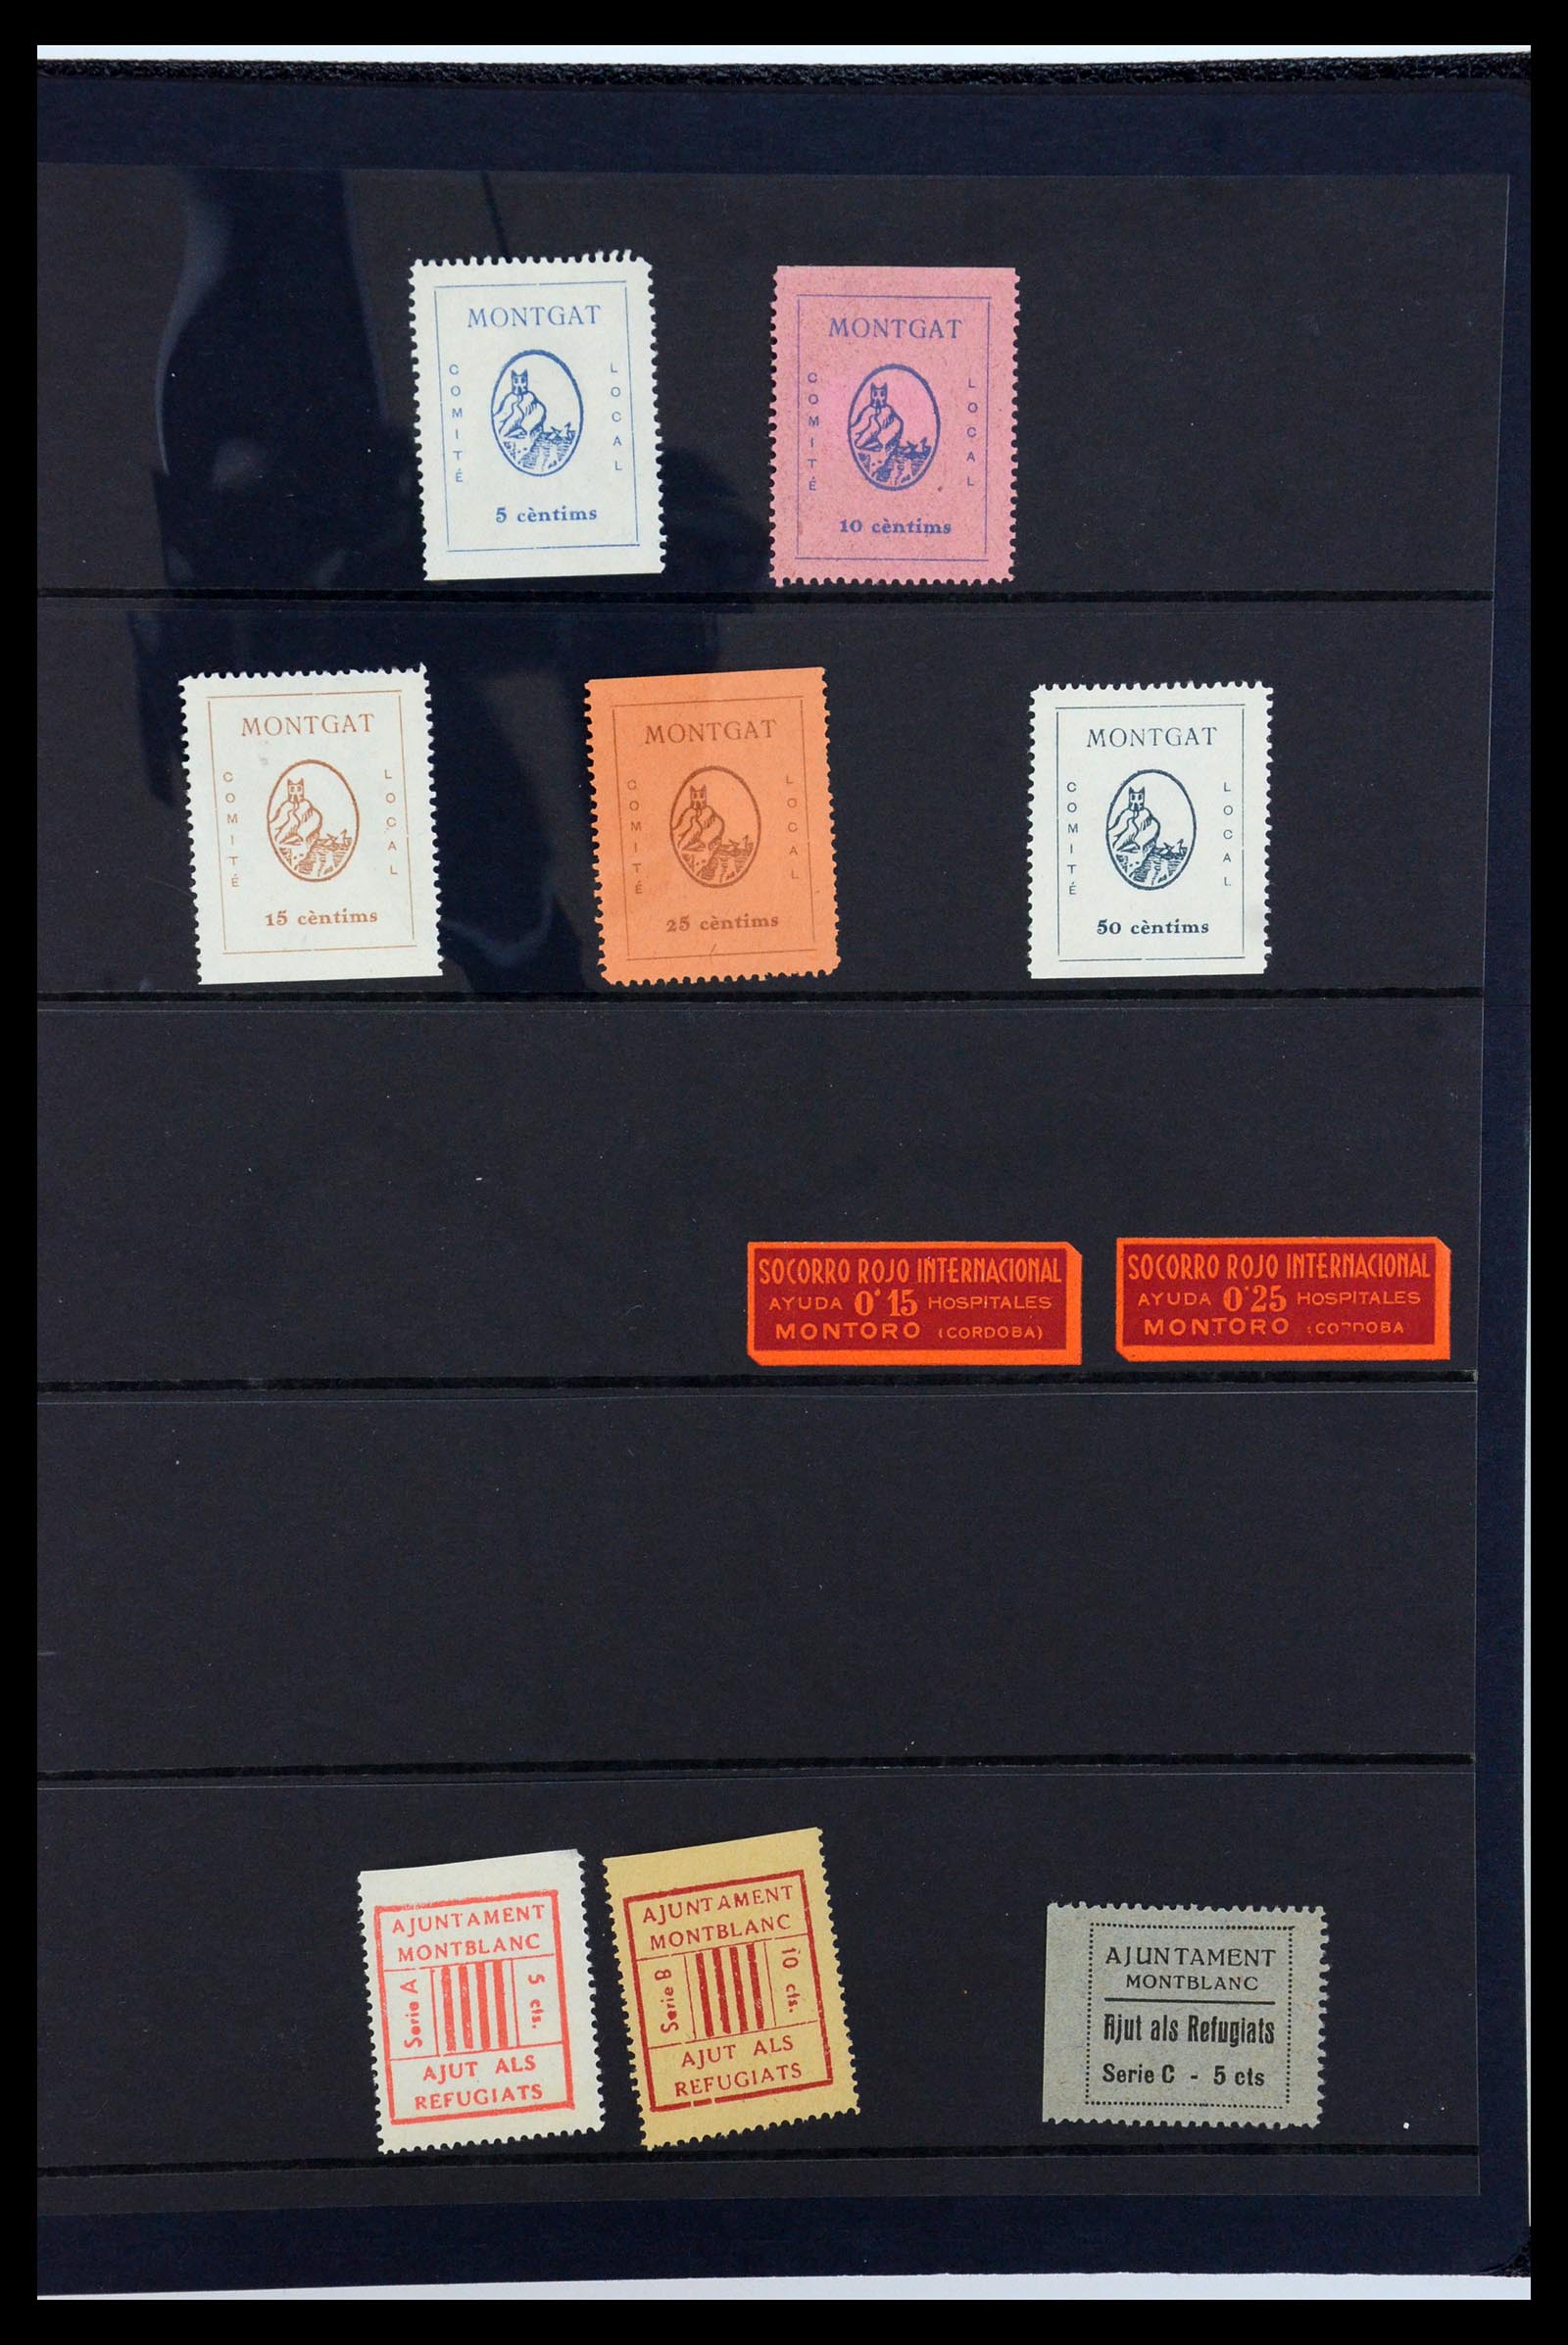 MONTGAT
COMITÉ
LOCAL
5 cèntims
MONTGAT
COMITÉ
LOCAL
10 cèntims
MONTGAT
COMITÉ
LOCAL
15 cèntims
MONTGAT
COMITÉ
LOCAL
25 cèntims
MONTGAT
COMITÉ
LOCAL
50 cèntims
SOCORRO ROJO INTERNACIONAL
AYUDA 0'15 HOSPITALES
MONTORO (CORDOBA)
SOCORRO ROJO INTERNACIONAL
AYUDA 0'25 HOSPITALES
MONTORO (CORDOBA
AJUNTAMENT
MONTBLANC
Serie A
5 cts.
AJUT ALS
REFUGIATS
AJUNTAMENT
MONTBLANC
Serie B
10 cts.
AJUT ALS
REFUGIATS
AJUNTAMENT
MONTBLANC
Ajut als Refugiats
Serie C - 5 cts